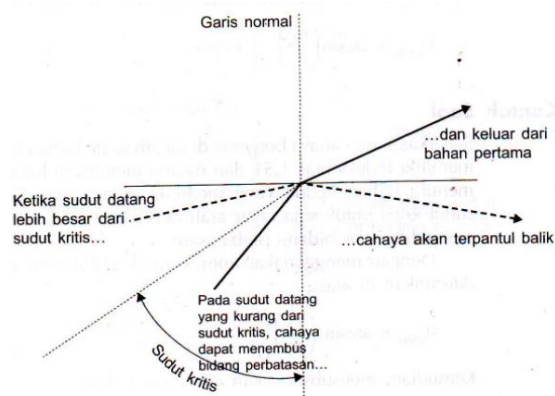 Garis normal
...dan keluar dari
bahan pertama
Ketika sudut datang
lebih besar dari
sudut kritis...
...cahaya akan terpantul balik
Pada sudut datang
yang kurang dari
sudut kritis, cahaya
dapat menembus
bidang perbatasan...
Sudut kritis